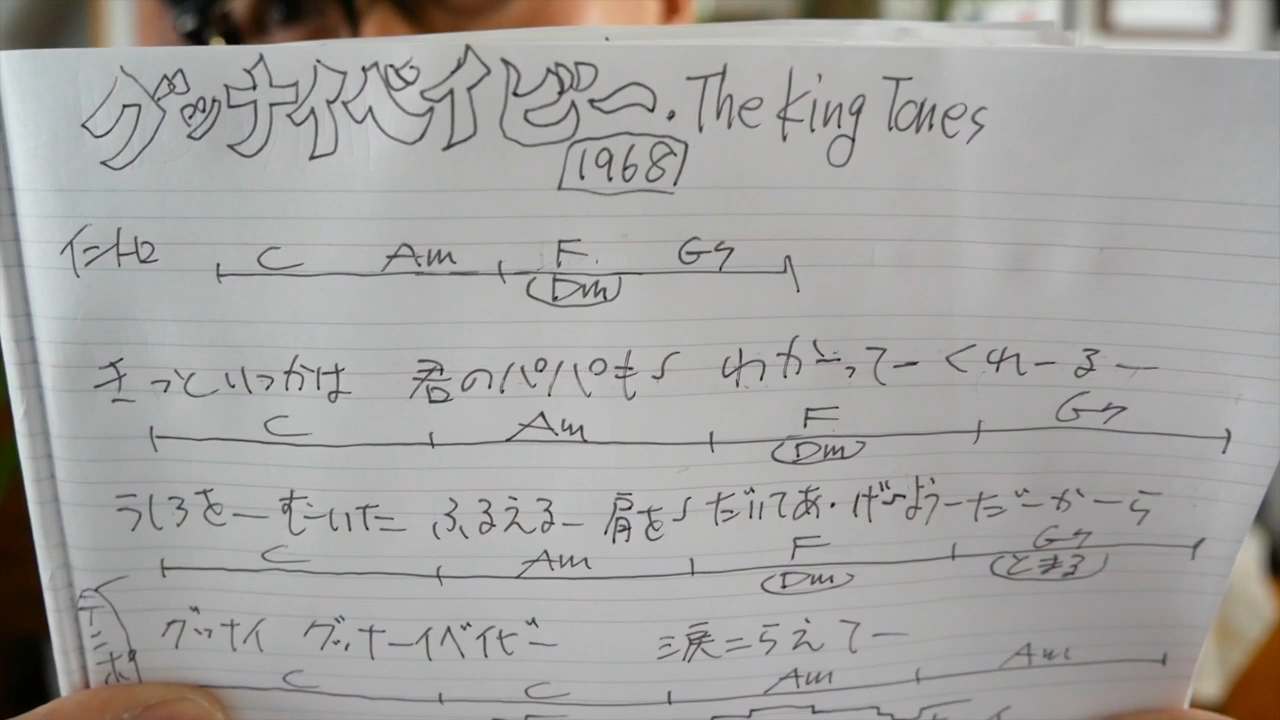 グッナイベイビー. The King Tones
1968
イントロ C Am F G7
(Dm)
きっといつかは 君のパパも わかってーくれーるー
C Am F G7
(Dm)
うしろをーむーいた ふるえるー肩を だいてあ・げ〜よーだーかーら
C Am F G7
(Dm) (とまる)
グッナイ グッナーイベイビー 涙こらえてー
テンポ
C C Am Am